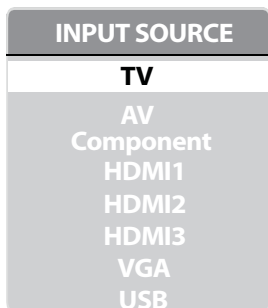 INPUT SOURCE
TV
AV
Component
HDMI1
HDMI2
HDMI3
VGA
USB